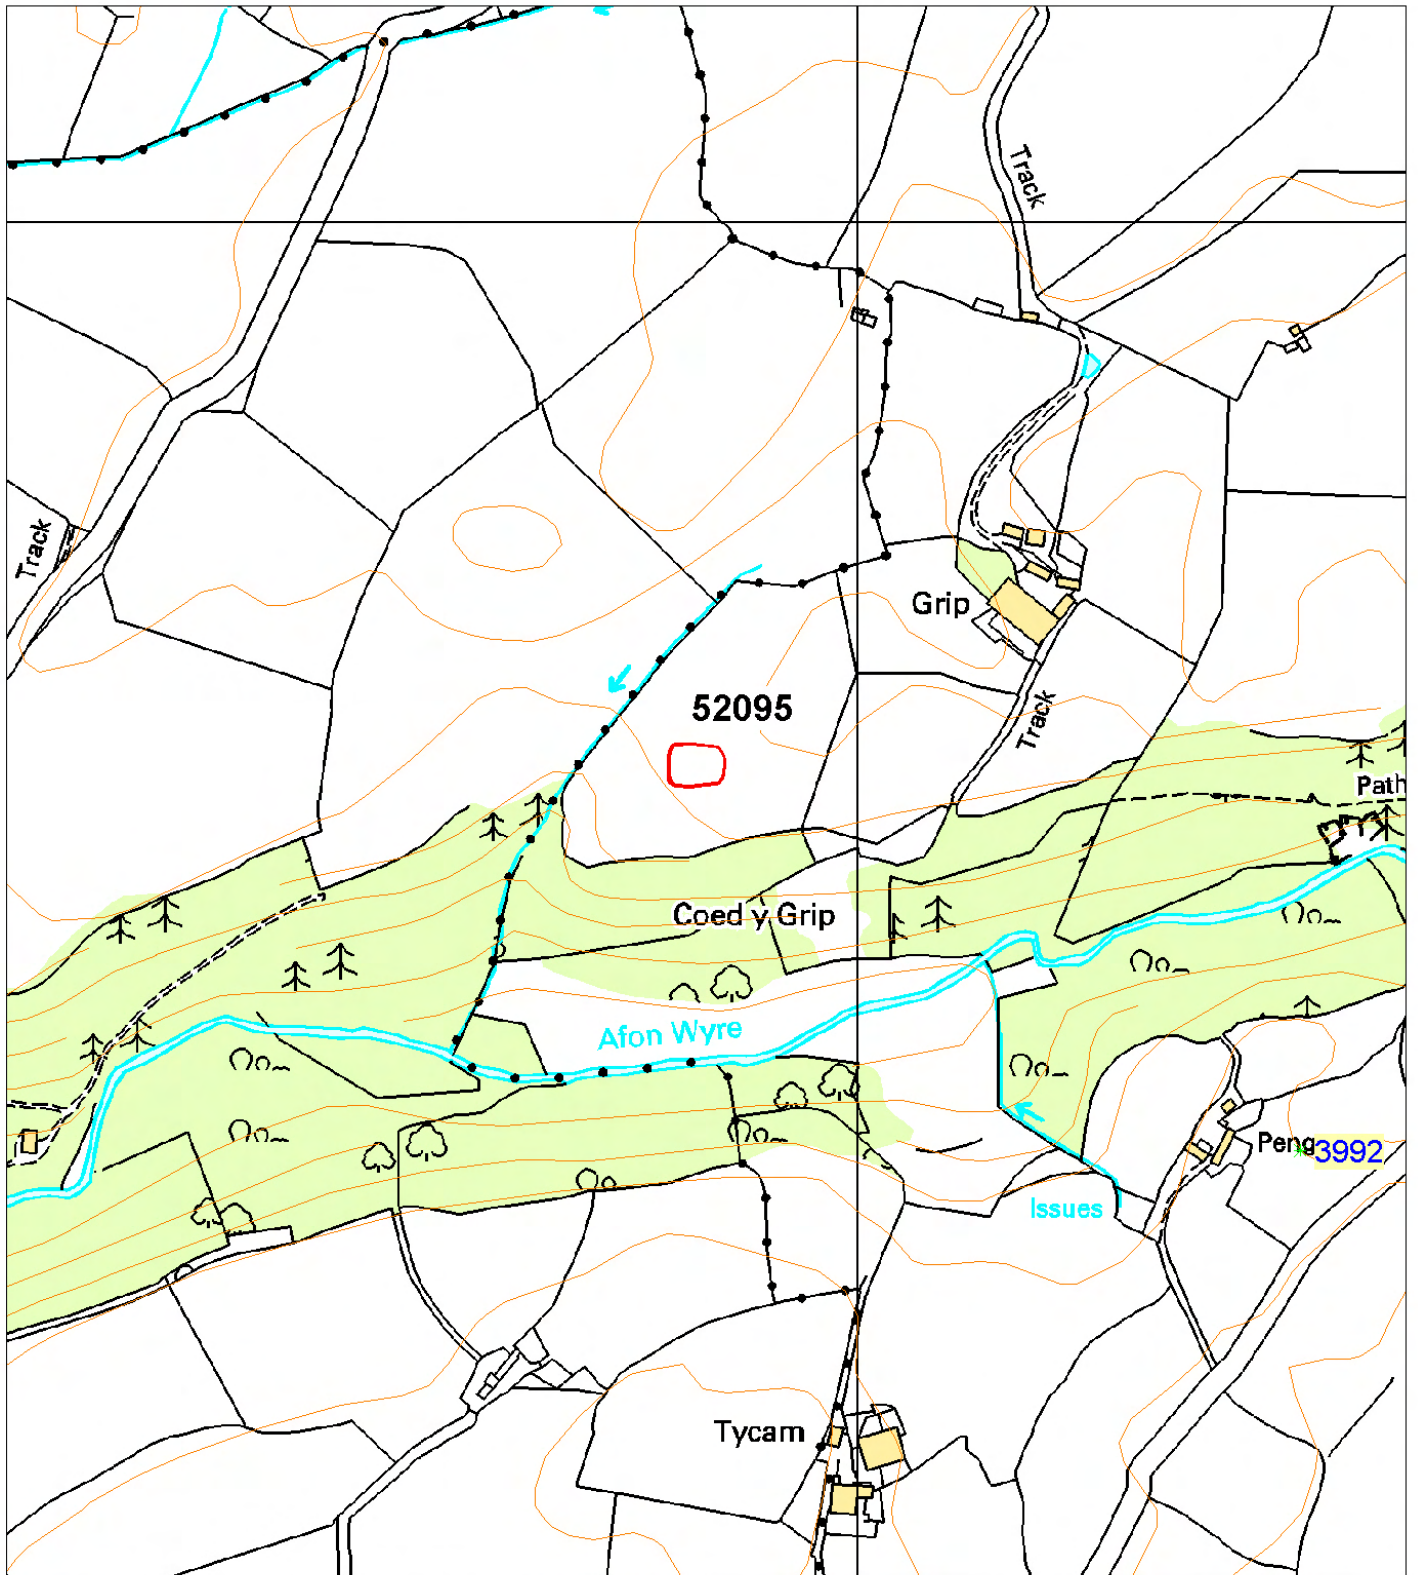 Track
Track
Grip
52095
Track
Path
Coed y Grip
Afon Wyre
Peng
3992
Issues
Tycam